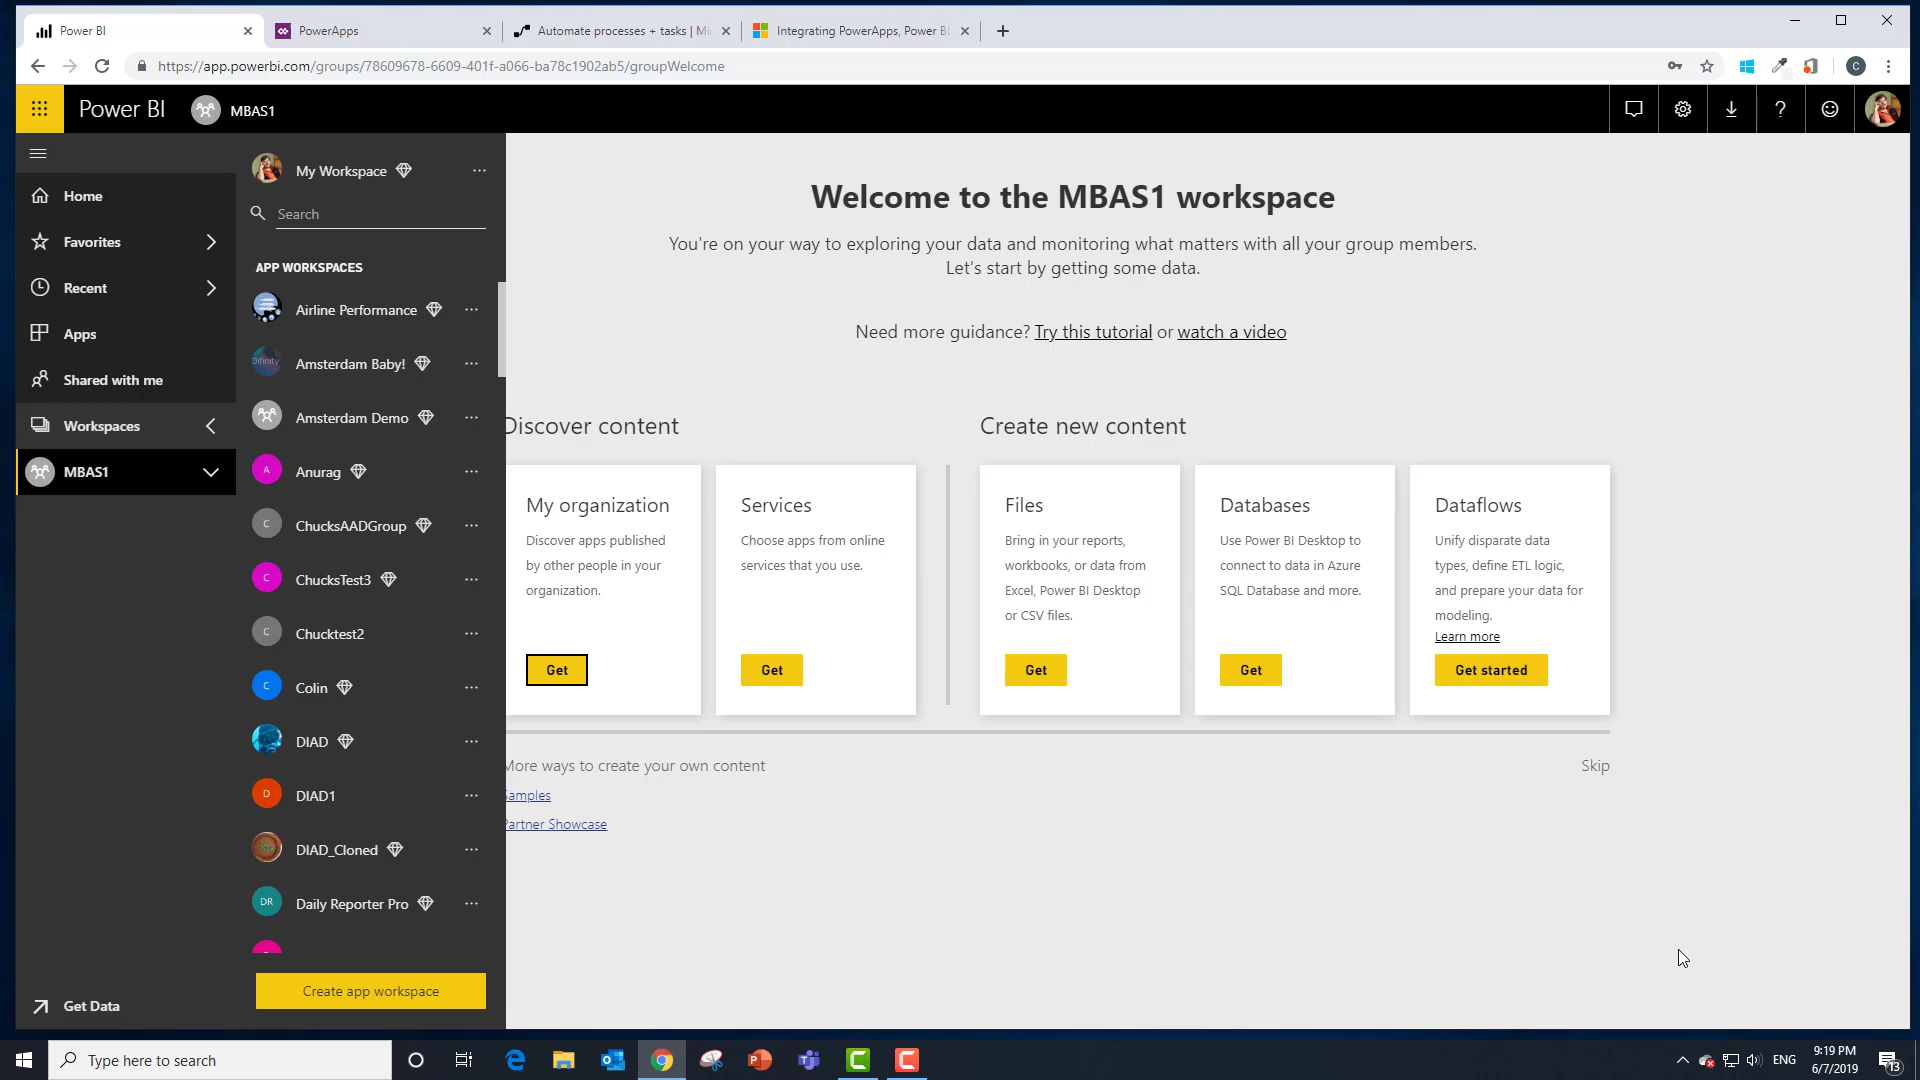 Power BI
PowerApps
Automate processes + tasks | Mi
Integrating PowerApps, Power BI
https://app.powerbi.com/groups/78609678-6609-401f-a066-ba78c1902ab5/groupWelcome
C
Power BI
MBAS1
Home
Favorites
Recent
Apps
Shared with me
Workspaces
MBAS1
Get Data
My Workspace
Search
APP WORKSPACES
Airline Performance
Amsterdam Baby!
Amsterdam Demo
A
Anurag
C
ChucksAADGroup
C
ChucksTest3
C
Chucktest2
C
Colin
DIAD
D
DIAD1
DIAD_Cloned
DR
Daily Reporter Pro
Create app workspace
Welcome to the MBAS1 workspace
You're on your way to exploring your data and monitoring what matters with all your group members.
Let's start by getting some data.
Need more guidance? Try this tutorial or watch a video
Discover content
My organization
Discover apps published
by other people in your
organization.
Get
Services
Choose apps from online
services that you use.
Get
Create new content
Files
Bring in your reports,
workbooks, or data from
Excel, Power BI Desktop
or CSV files.
Get
Databases
Use Power BI Desktop to
connect to data in Azure
SQL Database and more.
Get
Dataflows
Unify disparate data
types, define ETL logic,
and prepare your data for
modeling.
Learn more
Get started
More ways to create your own content
Skip
Samples
Partner Showcase
Type here to search
ENG
9:19 PM
6/7/2019
13